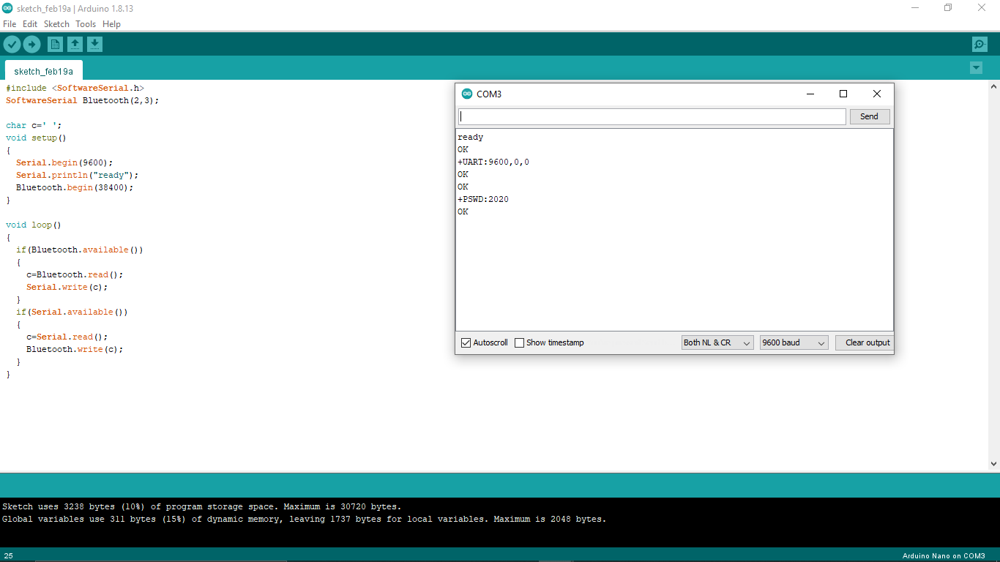 sketch_feb19a | Arduino 1.8.13
File Edit Sketch Tools Help
sketch_feb19a
#include <SoftwareSerial.h>
SoftwareSerial Bluetooth(2,3);
char c=' ';
void setup()
{
  Serial.begin(9600);
  Serial.println("ready");
  Bluetooth.begin(38400);
}
void loop()
{
  if(Bluetooth.available())
  {
    c=Bluetooth.read();
    Serial.write(c);
  }
  if(Serial.available())
  {
    c=Serial.read();
    Bluetooth.write(c);
  }
}
COM3
Send
ready
OK
+UART:9600,0,0
OK
OK
+PSWD:2020
OK
Autoscroll Show timestamp Both NL & CR 9600 baud Clear output
Sketch uses 3238 bytes (10%) of program storage space. Maximum is 30720 bytes.
Global variables use 311 bytes (15%) of dynamic memory, leaving 1737 bytes for local variables. Maximum is 2048 bytes.
25 Arduino Nano on COM3